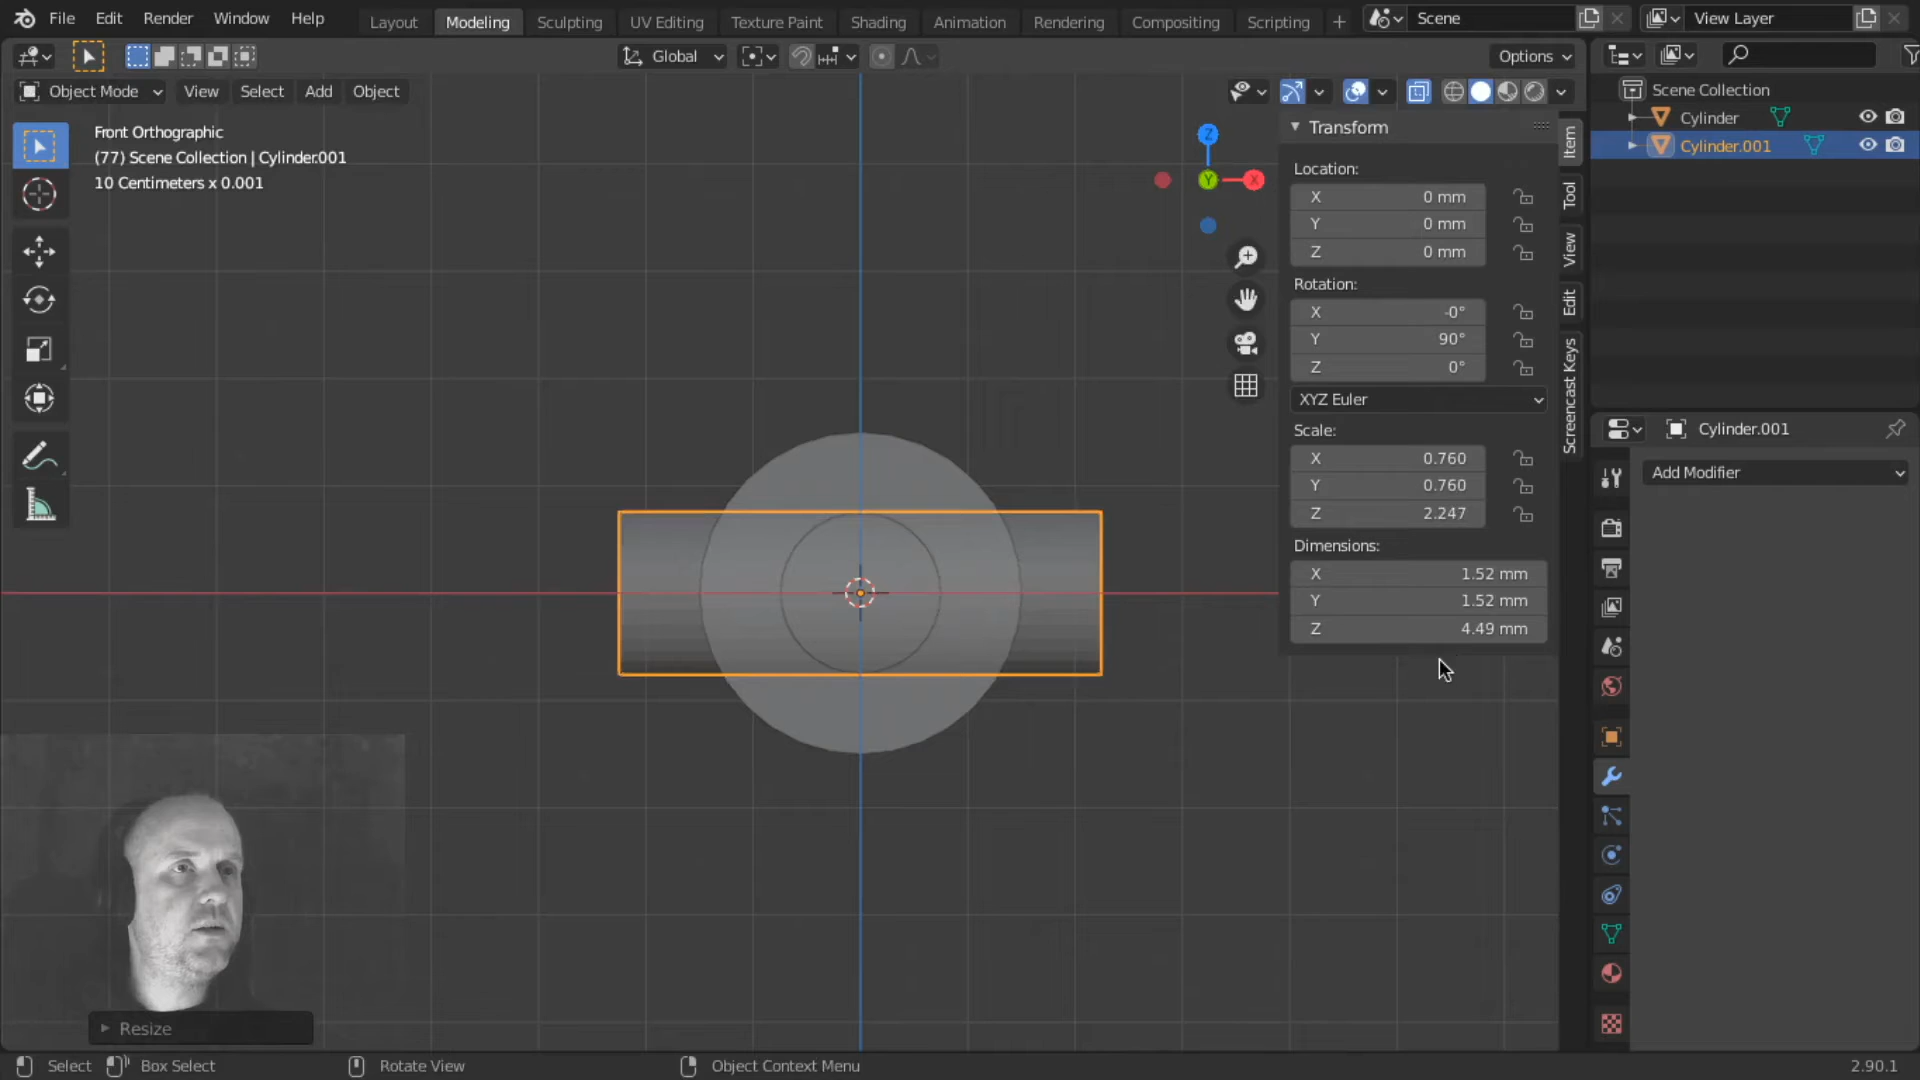 File Edit Render Window Help Layout Modeling Sculpting UV Editing Texture Paint Shading Animation Rendering Compositing Scripting + Scene View Layer
Global Options
Object Mode View Select Add Object
Front Orthographic
(77) Scene Collection | Cylinder.001
10 Centimeters x 0.001
Z
Y
X
Transform
Location:
X 0 mm
Y 0 mm
Z 0 mm
Rotation:
X -0°
Y 90°
Z 0°
XYZ Euler
Scale:
X 0.760
Y 0.760
Z 2.247
Dimensions:
X 1.52 mm
Y 1.52 mm
Z 4.49 mm
Item
Tool
View
Edit
Screencast Keys
Scene Collection
Cylinder
Cylinder.001
Cylinder.001
Add Modifier
Resize
Select Box Select Rotate View Object Context Menu 2.90.1